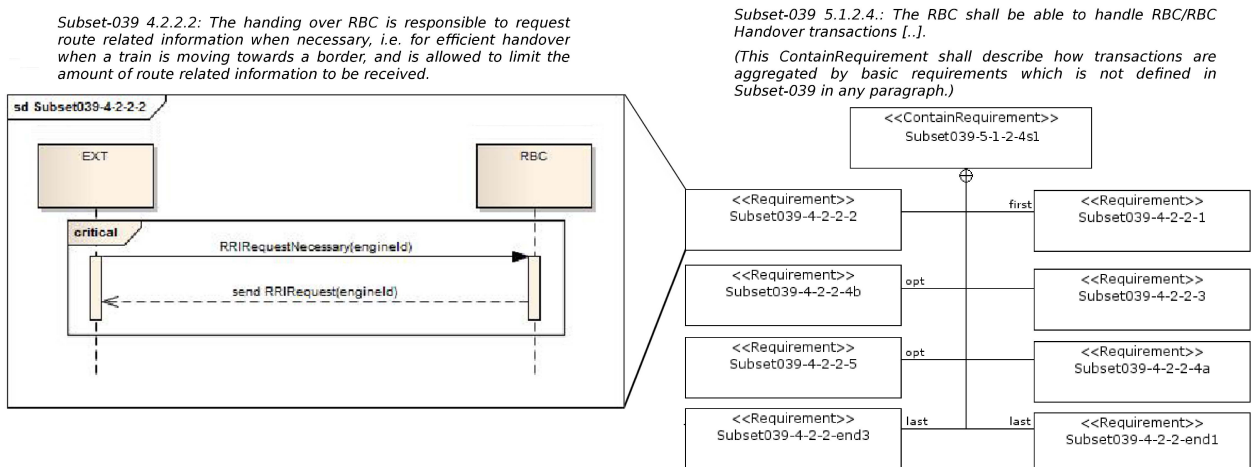 Subset-039 4.2.2.2: The handing over RBC is responsible to request
route related information when necessary, i.e. for efficient handover
when a train is moving towards a border, and is allowed to limit the
amount of route related information to be received.
sd Subset039-4-2-2-2
EXT
RBC
critical
RRIRequestNecessary(engineId)
send RRIRequest(engineId)
Subset-039 5.1.2.4.: The RBC shall be able to handle RBC/RBC
Handover transactions [..].
(This ContainRequirement shall describe how transactions are
aggregated by basic requirements which is not defined in
Subset-039 in any paragraph.)
<<ContainRequirement>>
Subset039-5-1-2-4s1
<<Requirement>>
Subset039-4-2-2-2
first
<<Requirement>>
Subset039-4-2-2-1
<<Requirement>>
Subset039-4-2-2-4b
opt
<<Requirement>>
Subset039-4-2-2-3
<<Requirement>>
Subset039-4-2-2-5
opt
<<Requirement>>
Subset039-4-2-2-4a
<<Requirement>>
Subset039-4-2-2-end3
last
last
<<Requirement>>
Subset039-4-2-2-end1